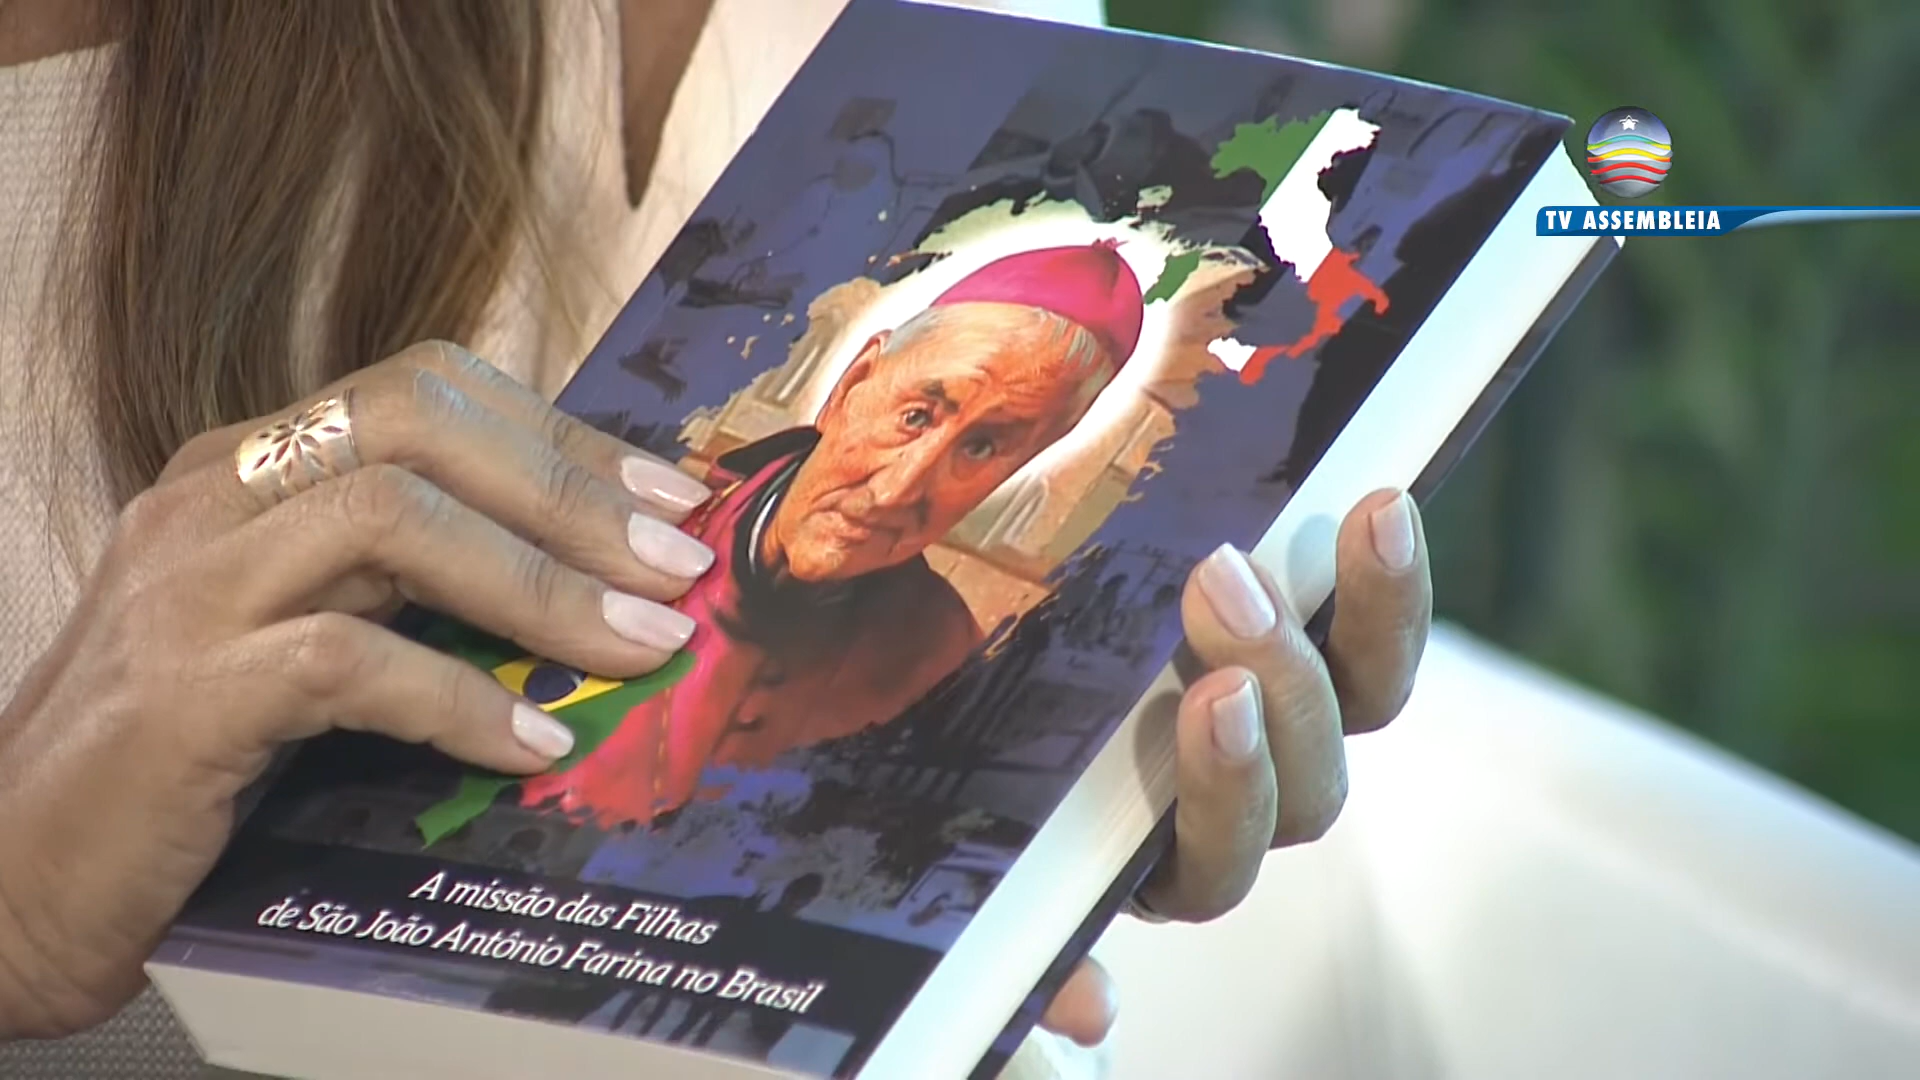 TV ASSEMBLEIA
A missão das Filhas
de São João Antônio Farina no Brasil